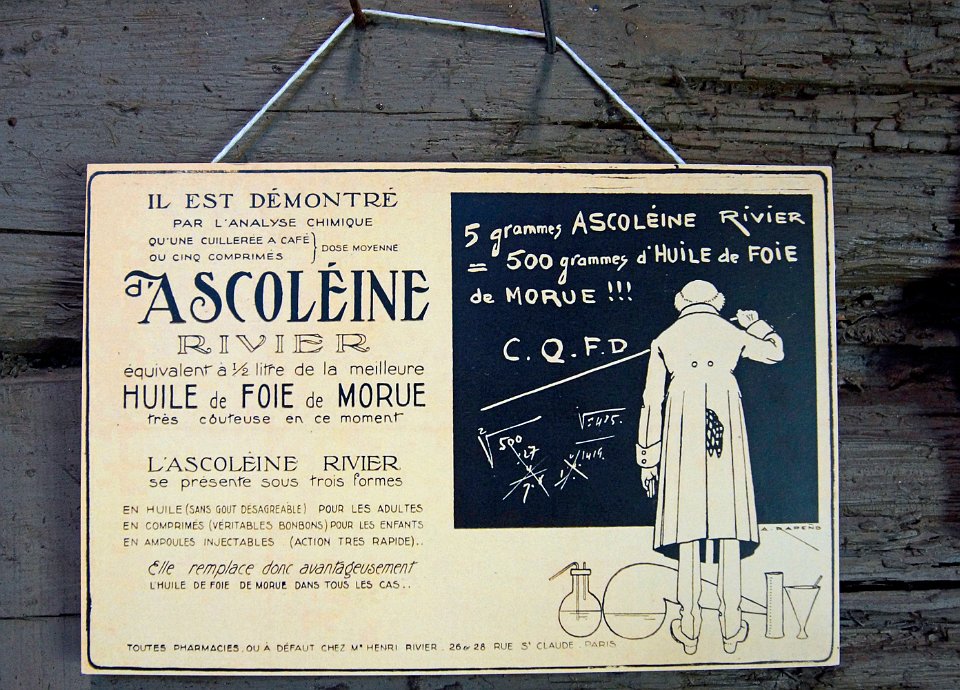 IL EST DÉMONTRÉ
PAR L'ANALYSE CHIMIQUE
QU'UNE CUILLEREE A CAFÉ
OU CINQ COMPRIMÉS
DOSE MOYENNE
d'ASCOLÉINE
RIVIER
équivalent à ½ litre de la meilleure
HUILE de FOIE de MORUE
très côuteuse en ce moment
L'ASCOLÉINE RIVIER
se présente sous trois formes
EN HUILE (SANS GOUT DÉSAGRÉABLE) POUR LES ADULTES
EN COMPRIMÉS (VÉRITABLES BONBONS) POUR LES ENFANTS
EN AMPOULES INJECTABLES (ACTION TRES RAPIDE)..
Elle remplace donc avantageusement
L'HUILE DE FOIE DE MORUE DANS TOUS LES CAS..
5 grammes ASCOLÉINE RIVIER
= 500 grammes d'HUILE de FOIE
de MORUE !!!
C.Q.F.D
500
27
A. RAPEÑO
TOUTES PHARMACIES. OU À DÉFAUT CHEZ Mr HENRI RIVIER. 26 & 28 RUE St CLAUDE. PARIS